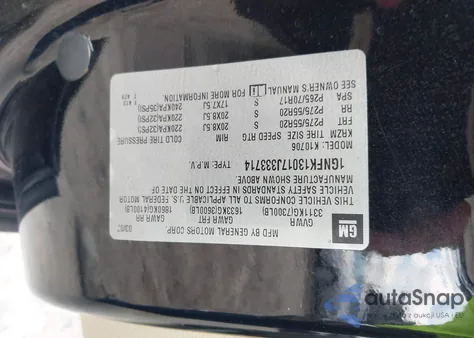 GM
MFD BY GENERAL MOTORS CORP.
03/07
GVWR GAWR FRT GAWR RR
3311KG(7300LB) 1633KG(3600LB) 1860KG(4100LB)
THIS VEHICLE CONFORMS TO ALL APPLICABLE U.S. FEDERAL MOTOR
VEHICLE SAFETY STANDARDS IN EFFECT ON THE DATE OF
MANUFACTURE SHOWN ABOVE.
1GNFK13017J333714 TYPE: M.P.V.
MODEL: K10706
KAZM TIRE SIZE SPEED RTG RIM COLD TIRE PRESSURE
FRT P275/55R20 S 20X8.5J 220KPA(32PSI)
RR P275/55R20 S 20X8.5J 220KPA(32PSI)
SPA P265/70R17 S 17X7.5J 240KPA(35PSI)
SEE OWNER'S MANUAL FOR MORE INFORMATION.
autoSnap